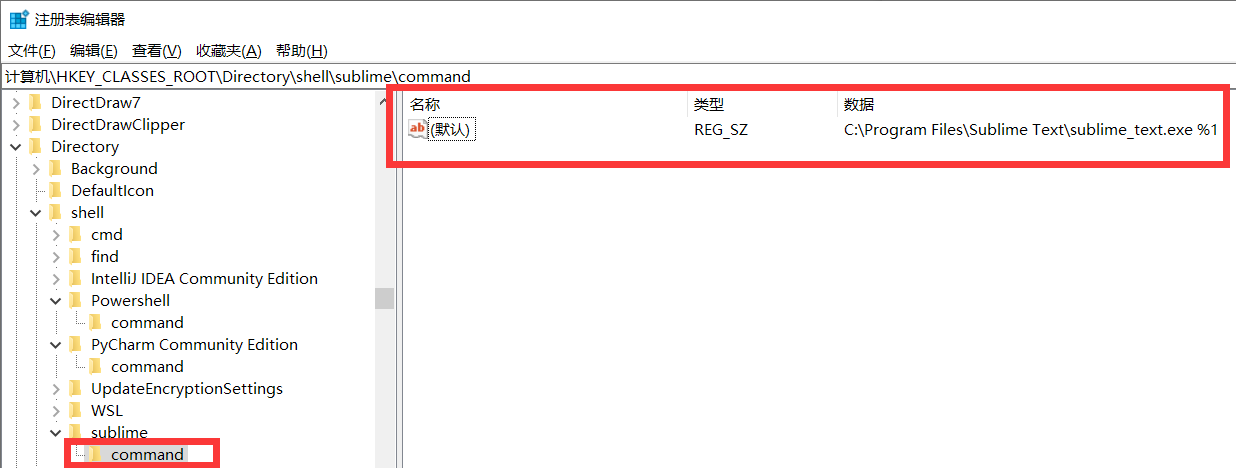 注册表编辑器
文件(F) 编辑(E) 查看(V) 收藏夹(A) 帮助(H)
计算机\HKEY_CLASSES_ROOT\Directory\shell\sublime\command
DirectDraw7
DirectDrawClipper
Directory
Background
DefaultIcon
shell
cmd
find
IntelliJ IDEA Community Edition
Powershell
command
PyCharm Community Edition
command
UpdateEncryptionSettings
WSL
sublime
command
名称 类型 数据
ab (默认) REG_SZ C:\Program Files\Sublime Text\sublime_text.exe %1